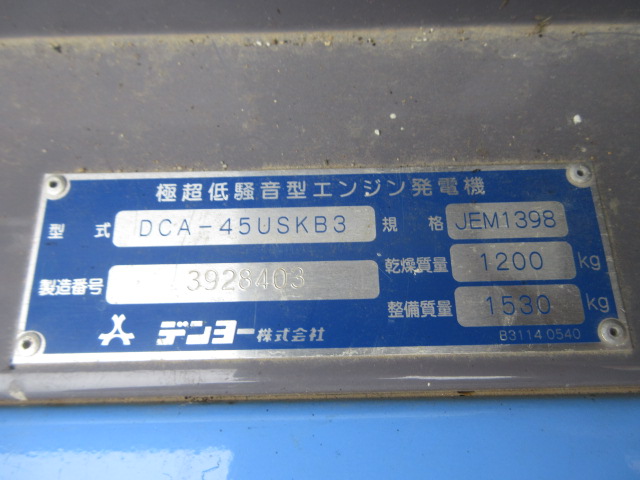 極超低騒音型エンジン発電機
型式 DCA-45USKB3 規格 JEM1398
乾燥質量 1200 kg
製造番号 3928403
整備質量 1530 kg
デンヨー株式会社
B31140540